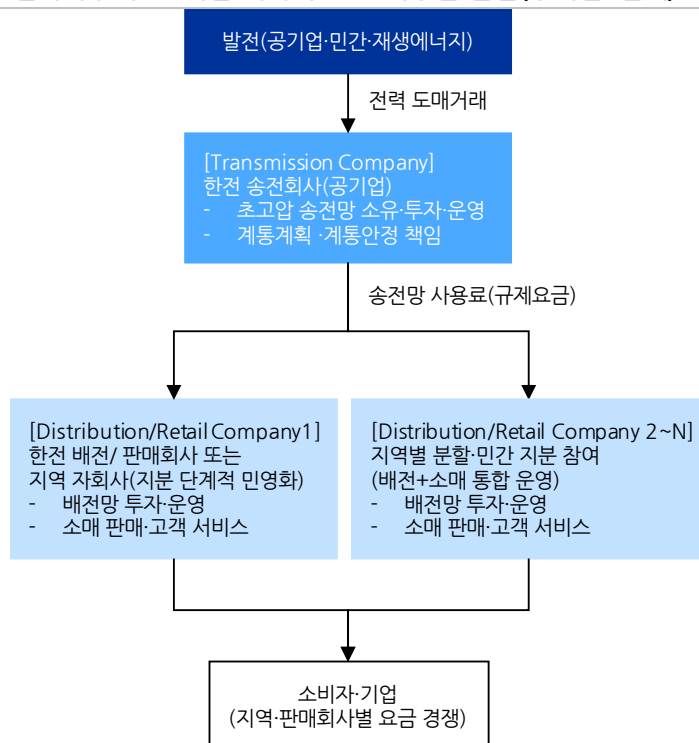 발전(공기업·민간·재생에너지)
전력 도매거래
[Transmission Company]
한전 송전회사(공기업)
- 초고압 송전망 소유·투자·운영
- 계통계획 ·계통안정 책임
송전망 사용료(규제요금)
[Distribution/Retail Company1]
한전 배전/ 판매회사 또는
지역 자회사(지분 단계적 민영화)
- 배전망 투자·운영
- 소매 판매·고객 서비스
[Distribution/Retail Company 2~N]
지역별 분할·민간 지분 참여
(배전+소매 통합 운영)
- 배전망 투자·운영
- 소매 판매·고객 서비스
소비자·기업
(지역·판매회사별 요금 경쟁)